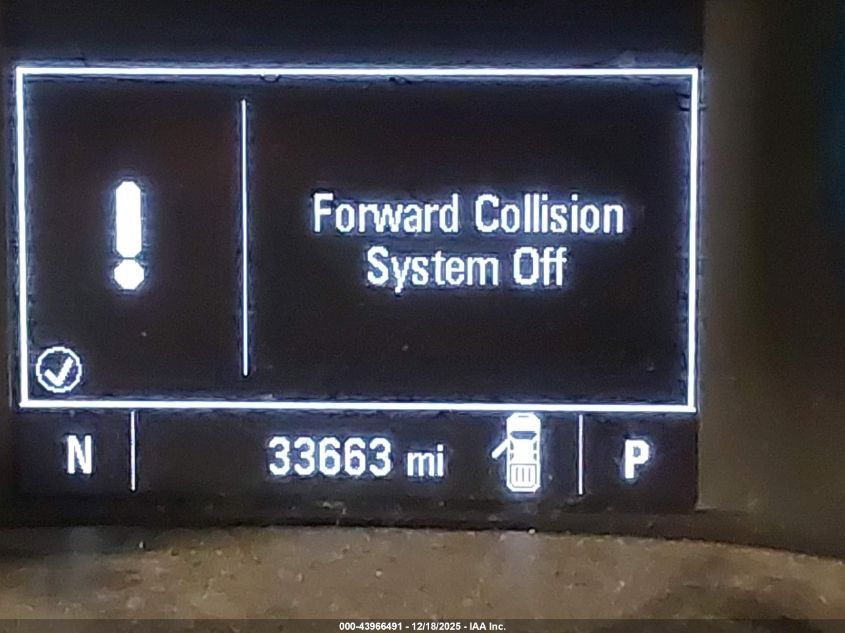 Forward Collision
System Off
N 33663 mi P
000-43966491 - 12/18/2025 - IAA Inc.